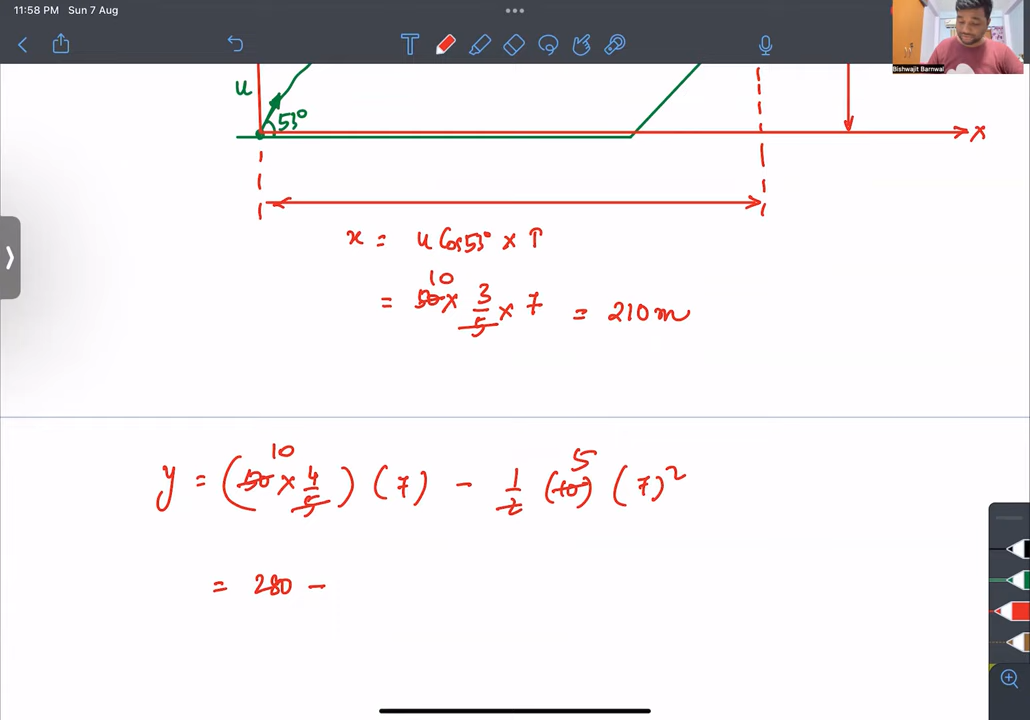 11:58 PM Sun 7 Aug
Bishwajit Barnwal
u
53°
x
x = u Cos53° × T
10
= 50 × 3/5 × 7 = 210m
10 5
y = (50 × 4/5) (7) - 1/2 (10) (7)²
= 280 -